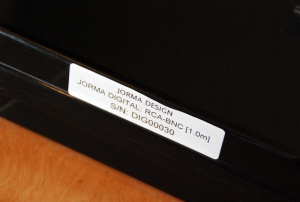 JORMA DESIGN
JORMA DIGITAL: RCA-BNC [1.0m]
S/N: DIG00030